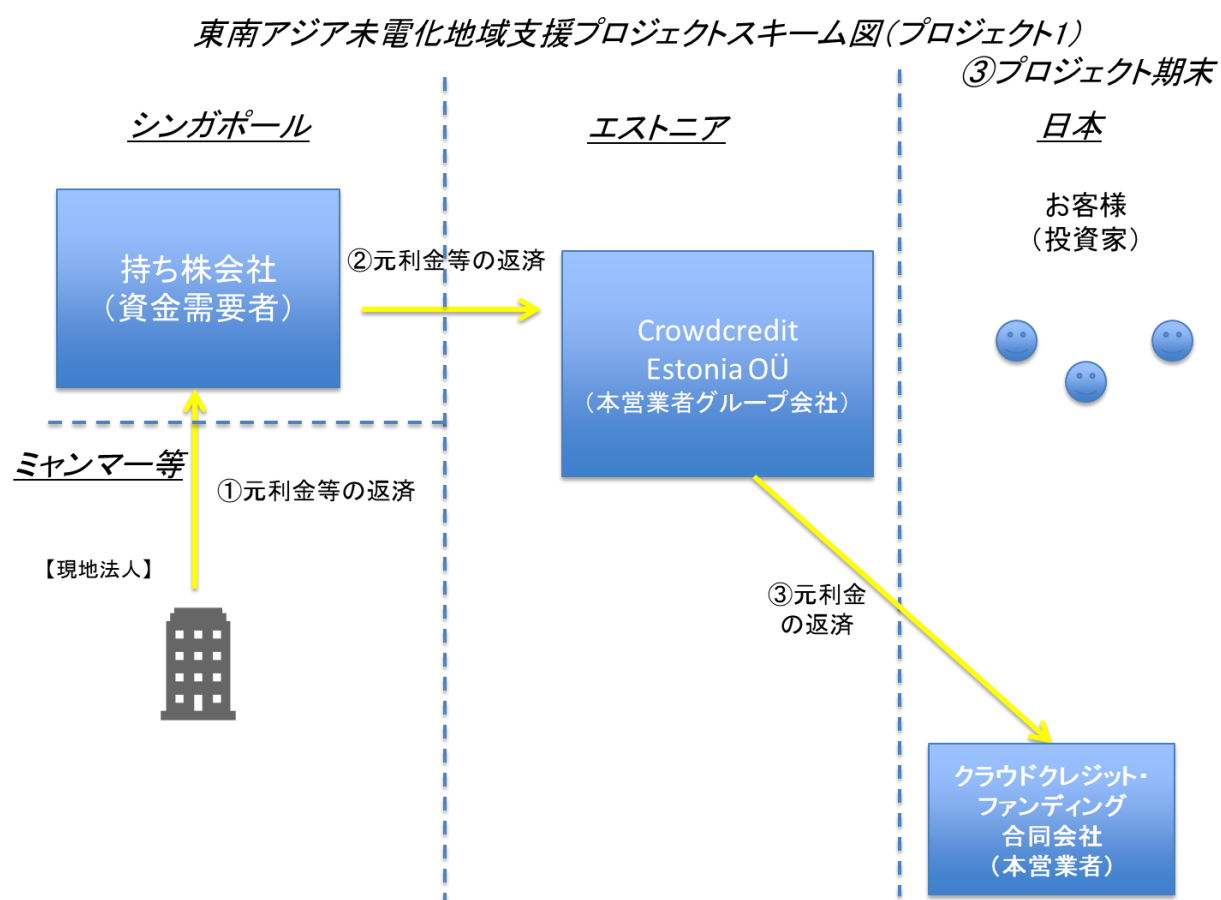 東南アジア未電化地域支援プロジェクトスキーム図(プロジェクト1)
③プロジェクト期末
シンガポール
エストニア
日本
持ち株会社
(資金需要者)
②元利金等の返済
Crowdcredit
Estonia OÜ
(本営業者グループ会社)
お客様
(投資家)
ミャンマー等
①元利金等の返済
【現地法人】
③元利金
の返済
クラウドクレジット・
ファンディング
合同会社
(本営業者)